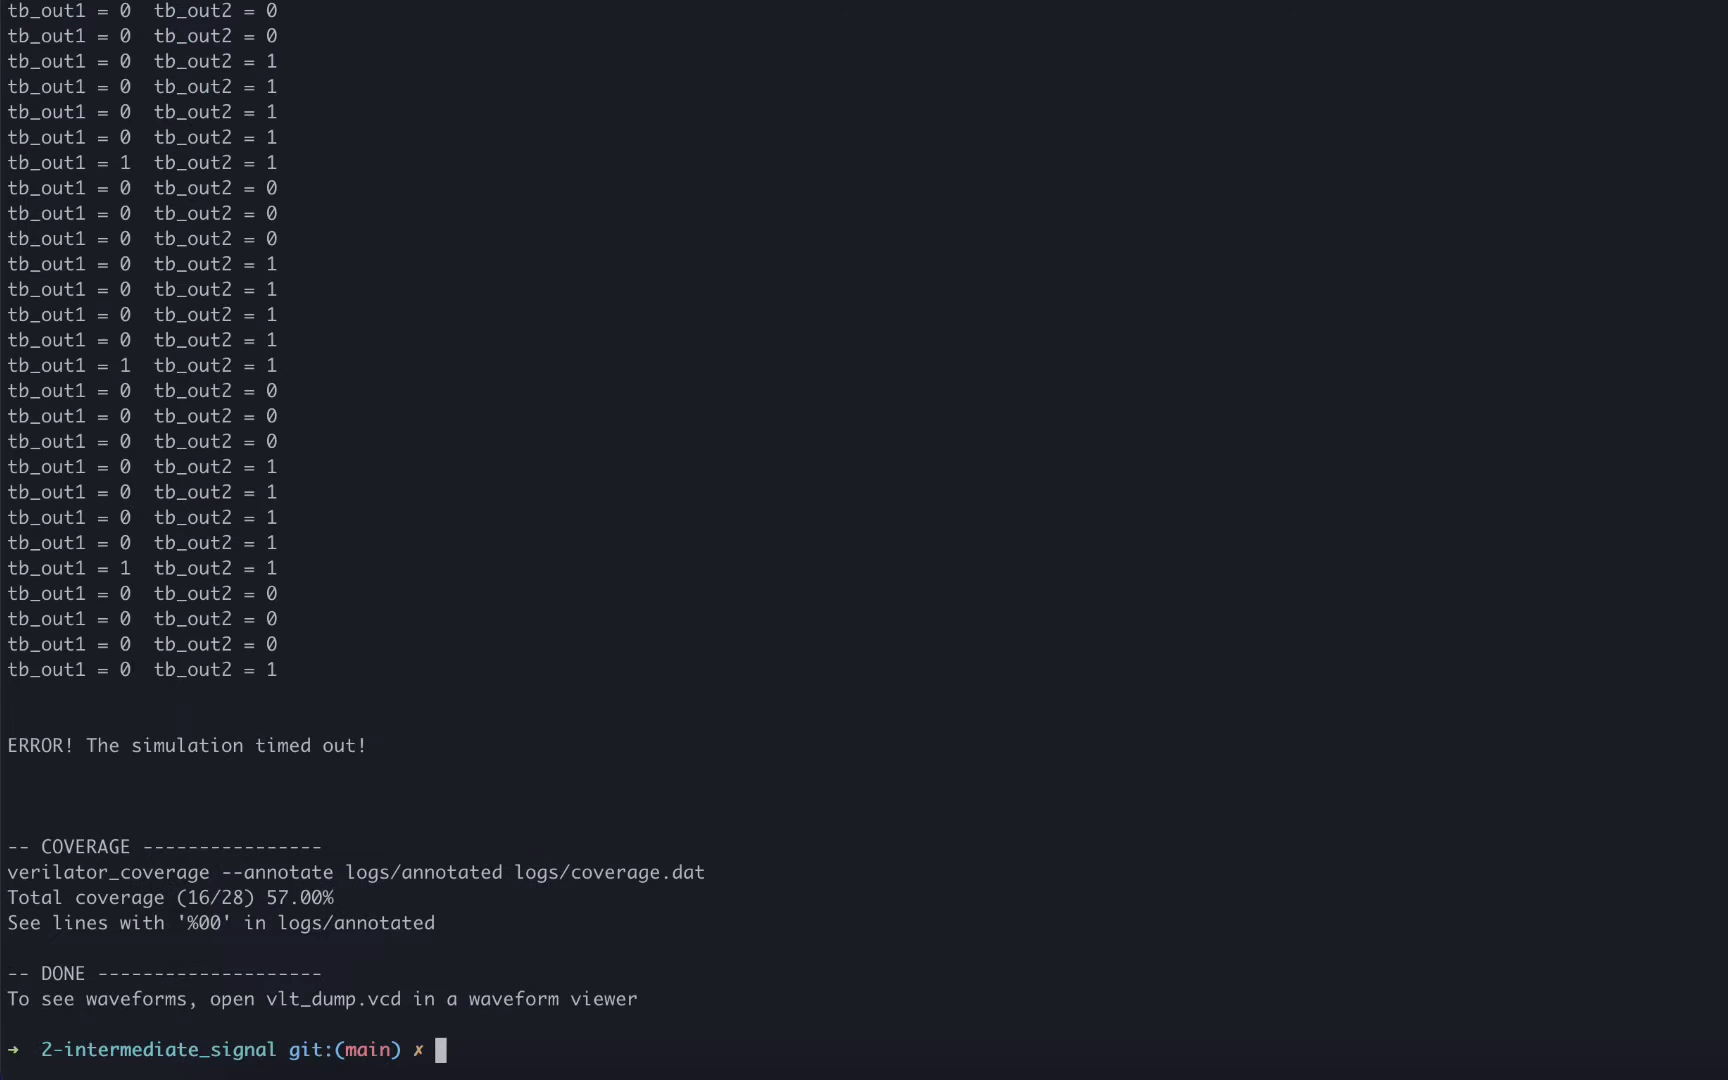 tb_out1 = 0  tb_out2 = 0
tb_out1 = 0  tb_out2 = 0
tb_out1 = 0  tb_out2 = 1
tb_out1 = 0  tb_out2 = 1
tb_out1 = 0  tb_out2 = 1
tb_out1 = 0  tb_out2 = 1
tb_out1 = 1  tb_out2 = 1
tb_out1 = 0  tb_out2 = 0
tb_out1 = 0  tb_out2 = 0
tb_out1 = 0  tb_out2 = 0
tb_out1 = 0  tb_out2 = 1
tb_out1 = 0  tb_out2 = 1
tb_out1 = 0  tb_out2 = 1
tb_out1 = 0  tb_out2 = 1
tb_out1 = 1  tb_out2 = 1
tb_out1 = 0  tb_out2 = 0
tb_out1 = 0  tb_out2 = 0
tb_out1 = 0  tb_out2 = 0
tb_out1 = 0  tb_out2 = 1
tb_out1 = 0  tb_out2 = 1
tb_out1 = 0  tb_out2 = 1
tb_out1 = 0  tb_out2 = 1
tb_out1 = 1  tb_out2 = 1
tb_out1 = 0  tb_out2 = 0
tb_out1 = 0  tb_out2 = 0
tb_out1 = 0  tb_out2 = 0
tb_out1 = 0  tb_out2 = 1
ERROR! The simulation timed out!
-- COVERAGE ----------------
verilator_coverage --annotate logs/annotated logs/coverage.dat
Total coverage (16/28) 57.00%
See lines with '%00' in logs/annotated
-- DONE --------------------
To see waveforms, open vlt_dump.vcd in a waveform viewer
→  2-intermediate_signal git:(main) ✗